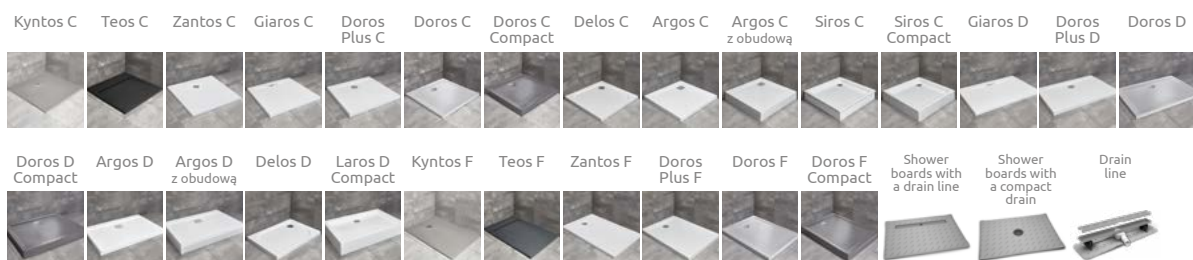 Kyntos C
Teos C
Zantos C
Giaros C
Doros
Plus C
Doros C
Doros C
Compact
Delos C
Argos C
Argos C
z obudową
Siros C
Siros C
Compact
Giaros D
Doros
Plus D
Doros D
Doros D
Compact
Argos D
Argos D
z obudową
Delos D
Laros D
Compact
Kyntos F
Teos F
Zantos F
Doros
Plus F
Doros F
Doros F
Compact
Shower
boards with
a drain line
Shower
boards with
a compact
drain
Drain
line